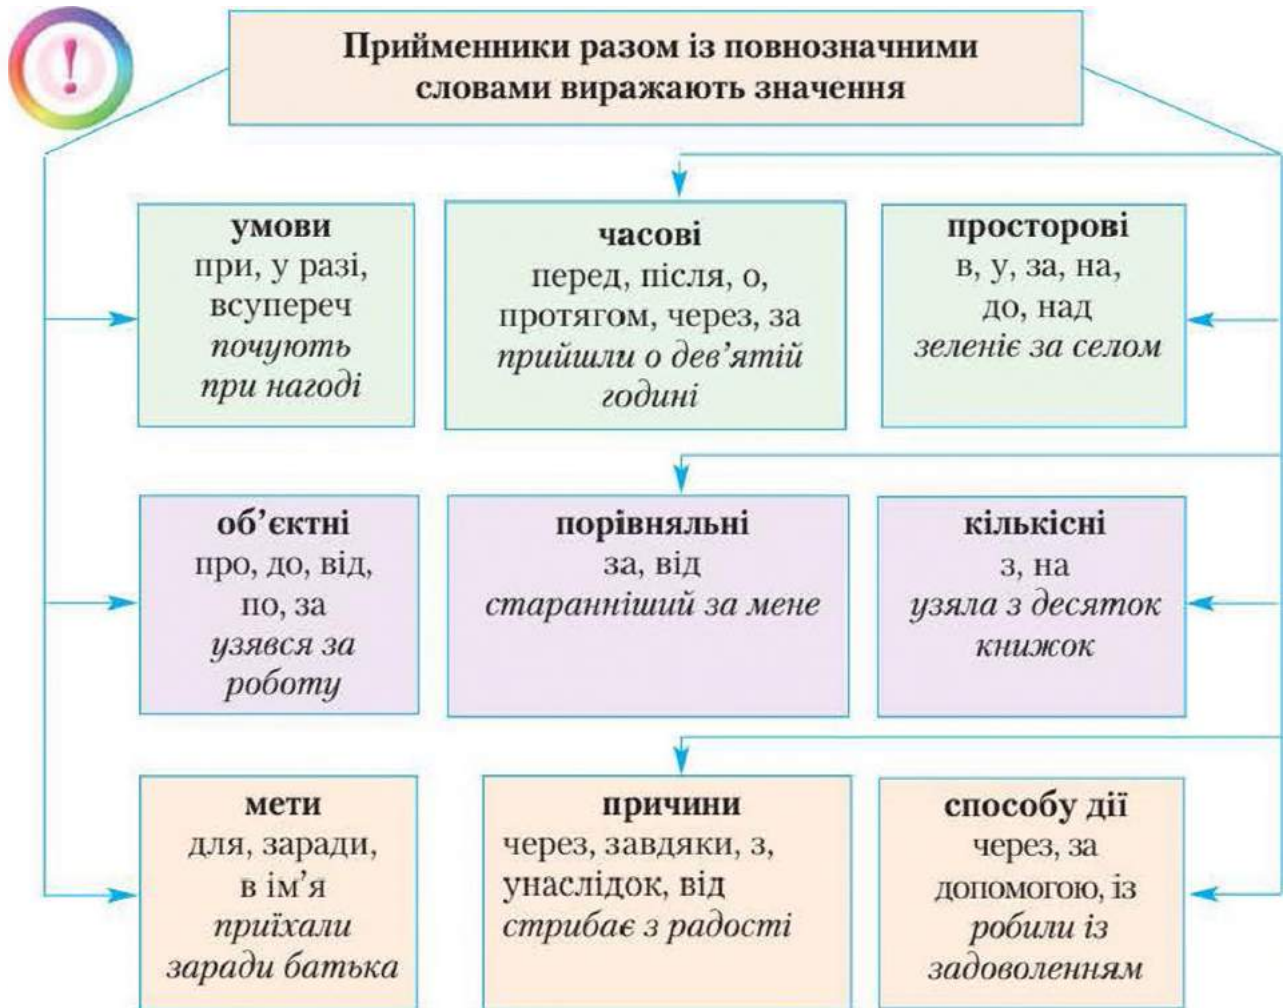 Прийменники разом із повнозначними
словами виражають значення
умови
при, у разі,
всупереч
почують
при нагоді
часові
перед, після, о,
протягом, через, за
прийшли о дев’ятій
годині
просторові
в, у, за, на,
до, над
зеленіє за селом
об’єктні
про, до, від,
по, за
узявся за
роботу
порівняльні
за, від
старанніший за мене
кількісні
з, на
узяла з десяток
книжок
мети
для, заради,
в ім’я
приїхали
заради батька
причини
через, завдяки, з,
унаслідок, від
стрибає з радості
способу дії
через, за
допомогою, із
робили із
задоволенням